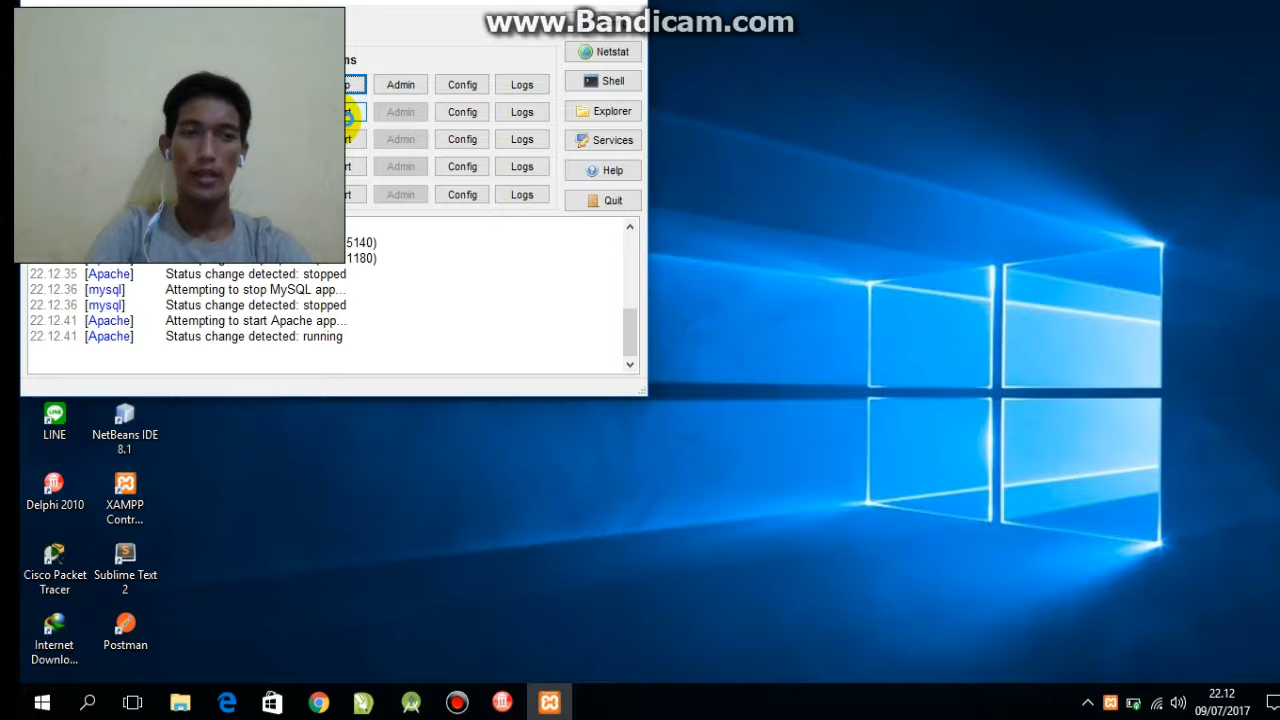 www.Bandicam.com
ns
p Admin Config Logs
rt Admin Config Logs
rt Admin Config Logs
rt Admin Config Logs
rt Admin Config Logs
Netstat
Shell
Explorer
Services
Help
Quit
5140)
1180)
22.12.35 [Apache] Status change detected: stopped
22.12.36 [mysql] Attempting to stop MySQL app...
22.12.36 [mysql] Status change detected: stopped
22.12.41 [Apache] Attempting to start Apache app...
22.12.41 [Apache] Status change detected: running
LINE
NetBeans IDE
8.1
Delphi 2010
XAMPP
Contr...
Cisco Packet
Tracer
Sublime Text
2
Internet
Downlo...
Postman
22.12
09/07/2017